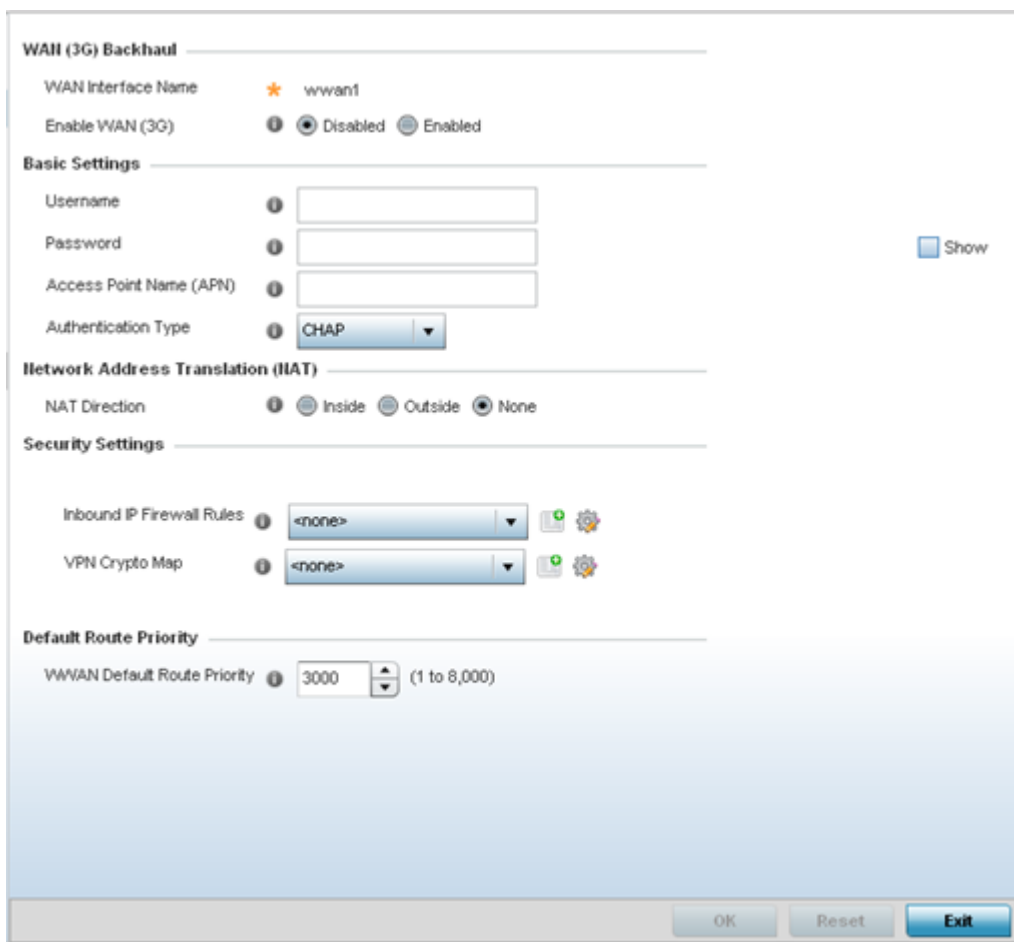 WAN (3G) Backhaul
WAN Interface Name * wwan1
Enable WAN (3G) Disabled Enabled
Basic Settings
Username
Password Show
Access Point Name (APN)
Authentication Type CHAP
Network Address Translation (NAT)
NAT Direction Inside Outside None
Security Settings
Inbound IP Firewall Rules <none>
VPN Crypto Map <none>
Default Route Priority
WWAN Default Route Priority 3000 (1 to 8,000)
OK Reset Exit